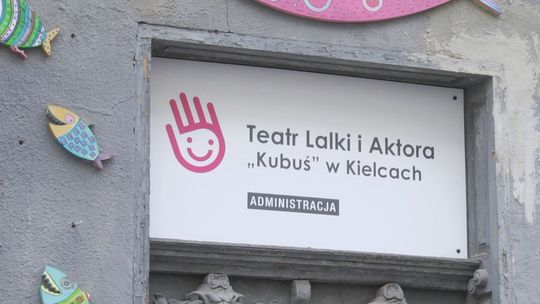 Teatr Lalki i Aktora
„Kubuś” w Kielcach
ADMINISTRACJA